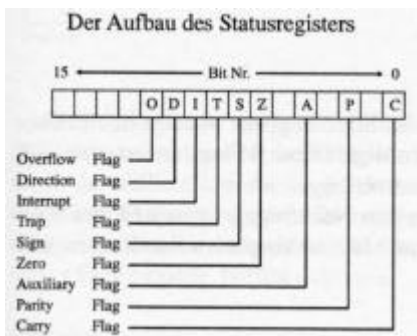 Der Aufbau des Statusregisters
15 Bit Nr. 0
O D I T S Z A P C
Overflow Flag
Direction Flag
Interrupt Flag
Trap Flag
Sign Flag
Zero Flag
Auxiliary Flag
Parity Flag
Carry Flag